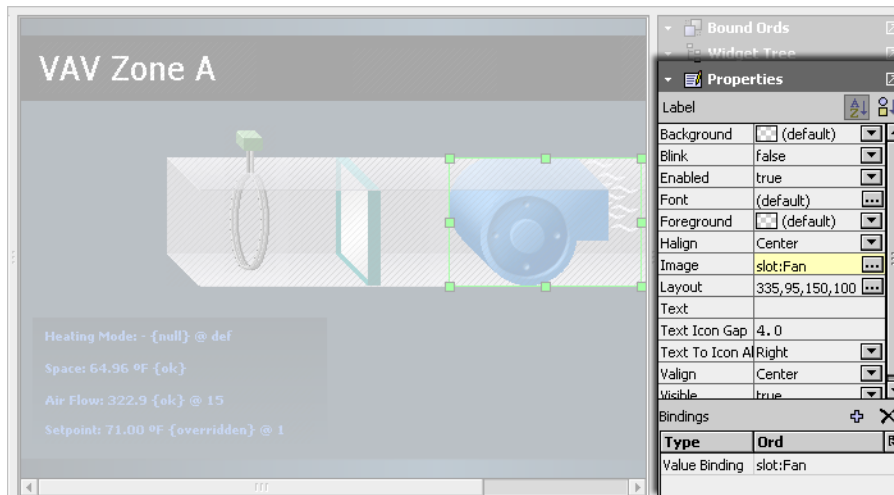 Bound Ords
Widget Tree
Properties
Label
Background (default)
Blink false
Enabled true
Font (default)
Foreground (default)
Halign Center
Image slot:Fan
Layout 335,95,150,100
Text
Text Icon Gap 4.0
Text To Icon Al Right
Valign Center
Visible true
Bindings
Type Ord
Value Binding slot:Fan
VAV Zone A
Heating Mode: - {null} @ def
Space: 64.96 ºF {ok}
Air Flow: 322.9 {ok} @ 15
Setpoint: 71.00 ºF {overridden} @ 1